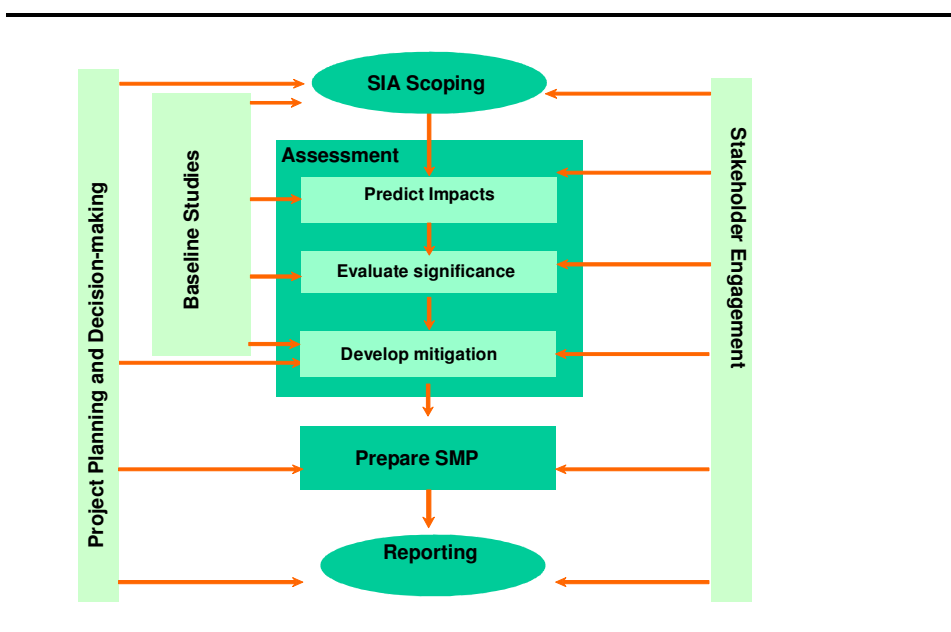 SIA Scoping
Assessment
Predict Impacts
Evaluate significance
Develop mitigation
Prepare SMP
Reporting
Project Planning and Decision-making
Baseline Studies
Stakeholder Engagement